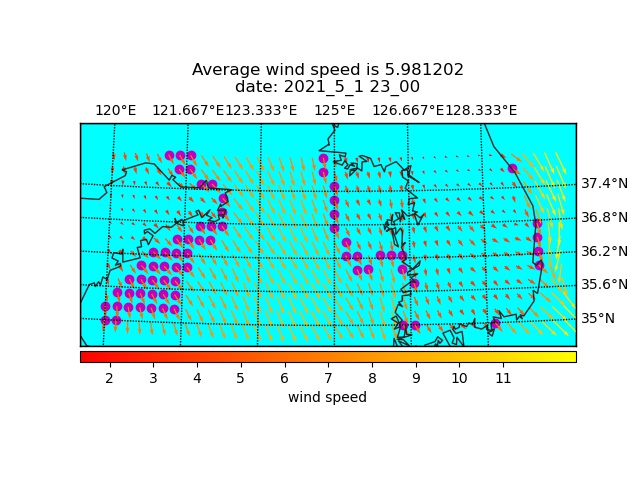 Average wind speed is 5.981202
date: 2021_5_1 23_00
120°E 121.667°E 123.333°E 125°E 126.667°E 128.333°E
37.4°N
36.8°N
36.2°N
35.6°N
35°N
2 3 4 5 6 7 8 9 10 11
wind speed